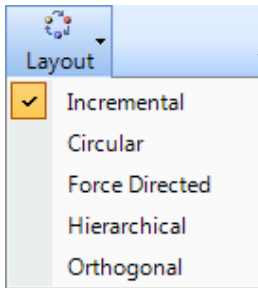 Layout
Incremental
Circular
Force Directed
Hierarchical
Orthogonal